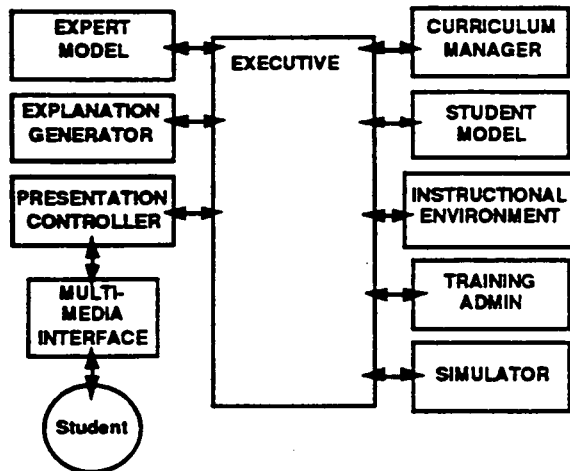 EXPERT
MODEL
EXPLANATION
GENERATOR
PRESENTATION
CONTROLLER
MULTI-
MEDIA
INTERFACE
Student
EXECUTIVE
CURRICULUM
MANAGER
STUDENT
MODEL
INSTRUCTIONAL
ENVIRONMENT
TRAINING
ADMIN
SIMULATOR